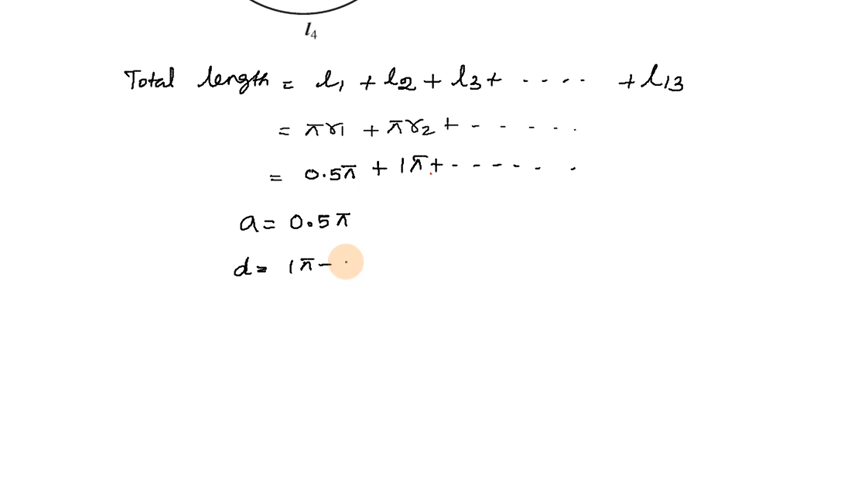 l₄
Total length = l₁ + l₂ + l₃ + ---- + l₁₃
= πr₁ + πr₂ + ------
= 0.5π + 1π + -------
a = 0.5π
d = 1π -